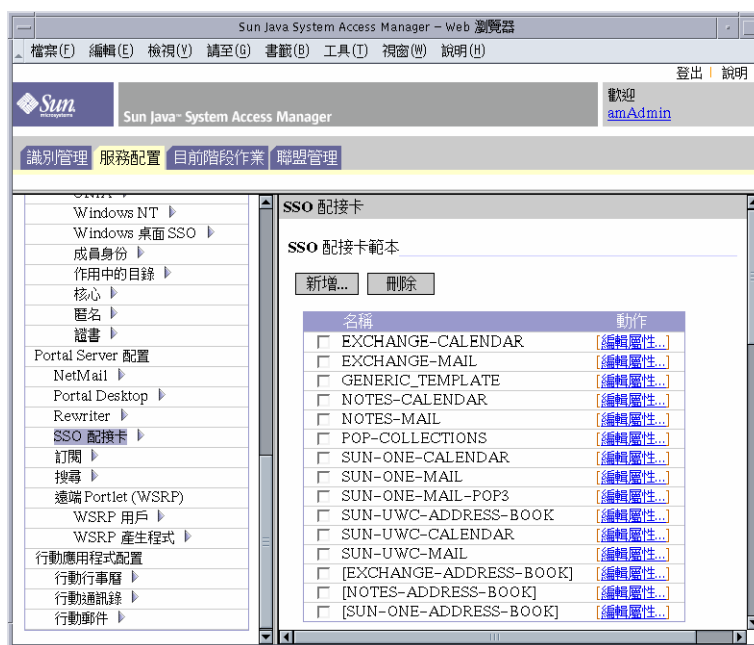 Sun Java System Access Manager – Web 瀏覽器
檔案(F) 編輯(E) 檢視(V) 請至(G) 書籤(B) 工具(T) 視窗(W) 說明(H)
登出 | 說明
Sun
microsystems
Sun Java™ System Access Manager
歡迎
amAdmin
識別管理 服務配置 目前階段作業 聯盟管理
Windows NT
Windows 桌面 SSO
成員身份
作用中的目錄
核心
匿名
證書
Portal Server 配置
NetMail
Portal Desktop
Rewriter
SSO 配接卡
訂閱
搜尋
遠端 Portlet (WSRP)
WSRP 用戶
WSRP 產生程式
行動應用程式配置
行動行事曆
行動通訊錄
行動郵件
SSO 配接卡
SSO 配接卡範本
新增... 刪除
名稱 動作
EXCHANGE-CALENDAR [編輯屬性...]
EXCHANGE-MAIL [編輯屬性...]
GENERIC_TEMPLATE [編輯屬性...]
NOTES-CALENDAR [編輯屬性...]
NOTES-MAIL [編輯屬性...]
POP-COLLECTIONS [編輯屬性...]
SUN-ONE-CALENDAR [編輯屬性...]
SUN-ONE-MAIL [編輯屬性...]
SUN-ONE-MAIL-POP3 [編輯屬性...]
SUN-UWC-ADDRESS-BOOK [編輯屬性...]
SUN-UWC-CALENDAR [編輯屬性...]
SUN-UWC-MAIL [編輯屬性...]
[EXCHANGE-ADDRESS-BOOK] [編輯屬性...]
[NOTES-ADDRESS-BOOK] [編輯屬性...]
[SUN-ONE-ADDRESS-BOOK] [編輯屬性...]